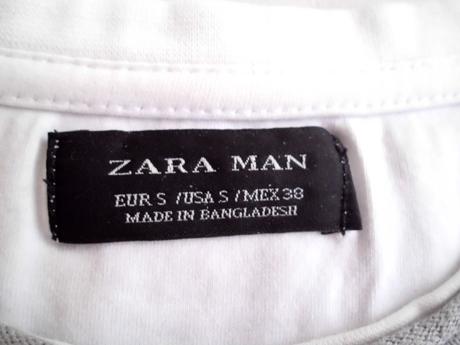 ZARA MAN
EUR S / USA S / MEX 38
MADE IN BANGLADESH